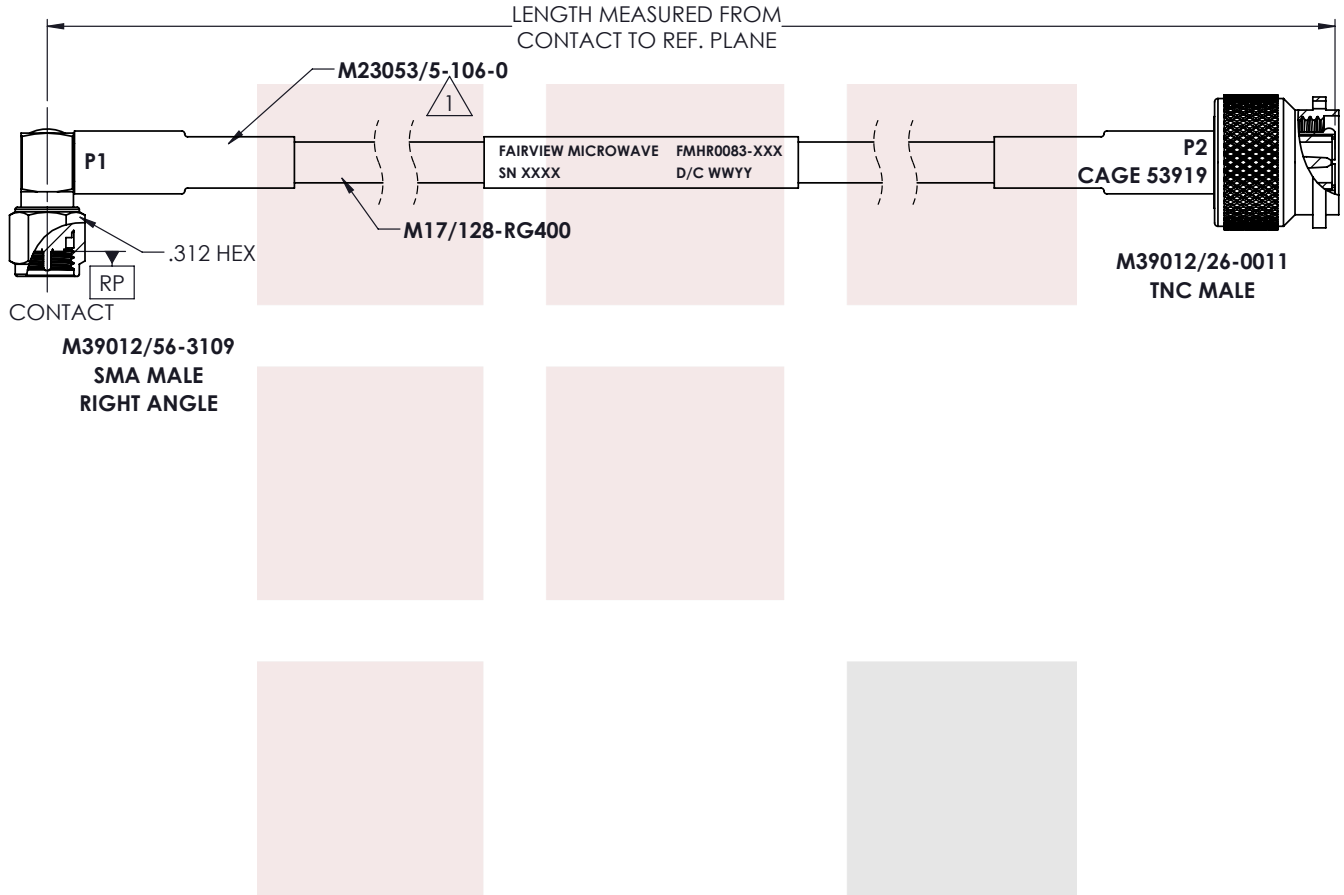 LENGTH MEASURED FROM
CONTACT TO REF. PLANE
M23053/5-106-0
1
P1
FAIRVIEW MICROWAVE FMHR0083-XXX
SN XXXX D/C WWYY
P2
CAGE 53919
M17/128-RG400
.312 HEX
RP
CONTACT
M39012/56-3109
SMA MALE
RIGHT ANGLE
M39012/26-0011
TNC MALE